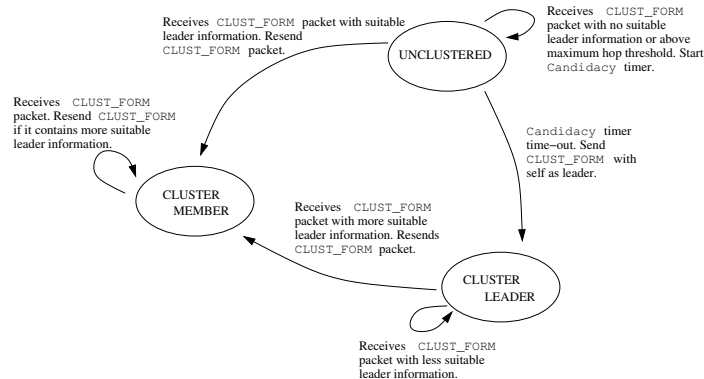 Receives CLUST_FORM packet with suitable
leader information. Resend
CLUST_FORM packet.
UNCLUSTERED
Receives CLUST_FORM
packet with no suitable
leader information or above
maximum hop threshold. Start
Candidacy timer.
Receives CLUST_FORM
packet. Resend CLUST_FORM
if it contains more suitable
leader information.
Candidacy timer
time-out. Send
CLUST_FORM with
self as leader.
CLUSTER
MEMBER
Receives CLUST_FORM
packet with more suitable
leader information. Resends
CLUST_FORM packet.
CLUSTER
LEADER
Receives CLUST_FORM
packet with less suitable
leader information.